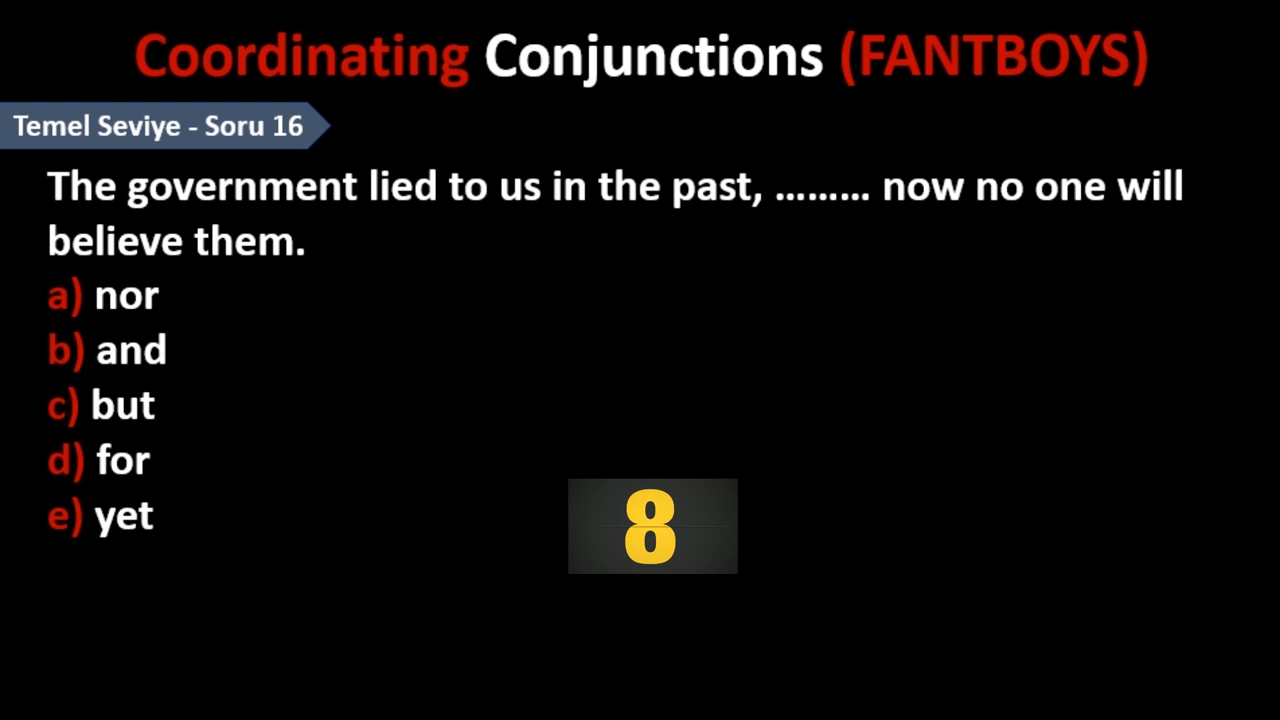 Coordinating Conjunctions (FANTBOYS)
Temel Seviye - Soru 16
The government lied to us in the past, ......... now no one will
believe them.
a) nor
b) and
c) but
d) for
e) yet
8